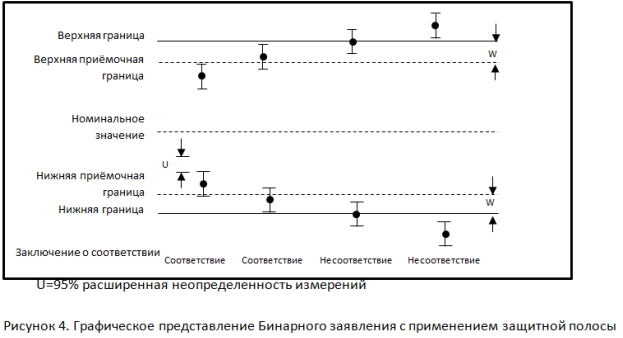 Верхняя граница
W
Верхняя приёмочная
граница
Номинальное
значение
U
Нижняя приёмочная
граница
W
Нижняя граница
Заключение о соответствии
Соответствие Соответствие Несоответствие Несоответствие
U=95% расширенная неопределенность измерений
Рисунок 4. Графическое представление Бинарного заявления с применением защитной полосы